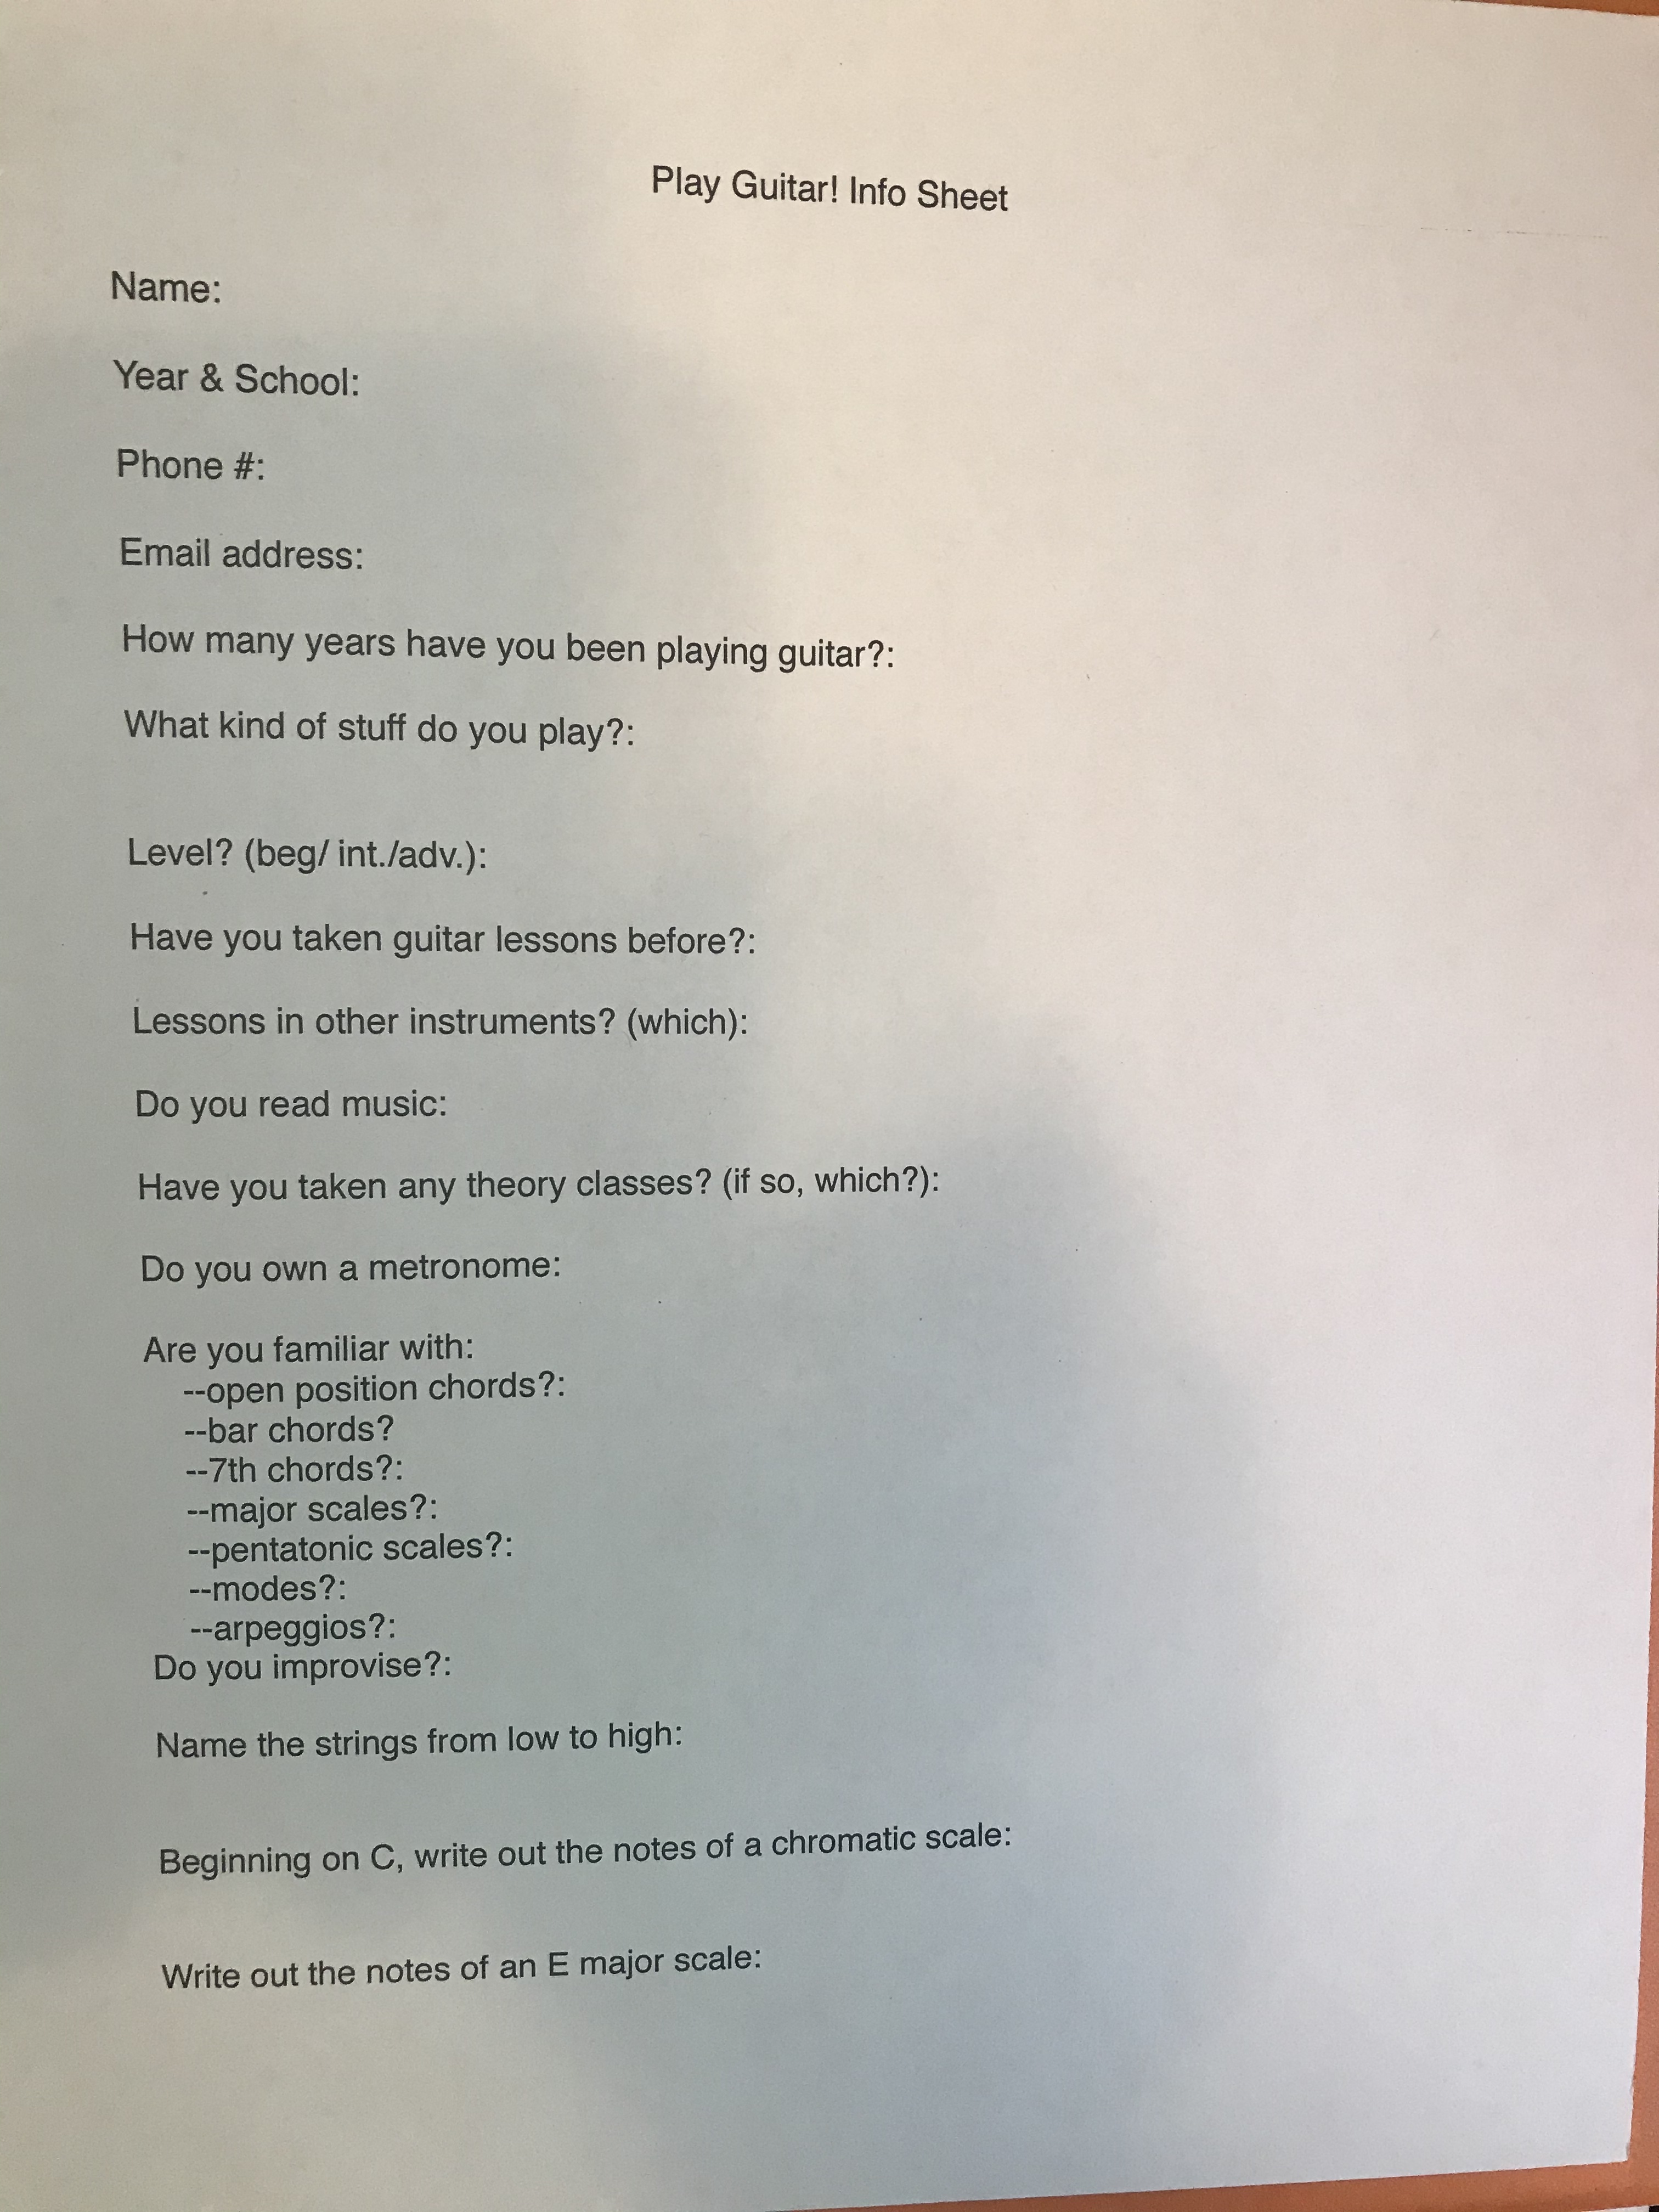 Play Guitar! Info Sheet
Name:
Year & School:
Phone #:
Email address:
How many years have you been playing guitar?:
What kind of stuff do you play?:
Level? (beg/ int./adv.):
Have you taken guitar lessons before?:
Lessons in other instruments? (which):
Do you read music:
Have you taken any theory classes? (if so, which?):
Do you own a metronome:
Are you familiar with:
--open position chords?:
--bar chords?
--7th chords?:
--major scales?:
--pentatonic scales?:
--modes?:
--arpeggios?:
Do you improvise?:
Name the strings from low to high:
Beginning on C, write out the notes of a chromatic scale:
Write out the notes of an E major scale: